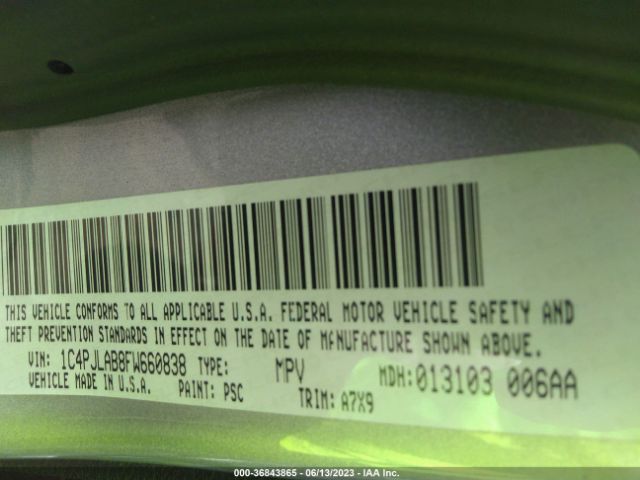 THIS VEHICLE CONFORMS TO ALL APPLICABLE U.S.A. FEDERAL MOTOR VEHICLE SAFETY AND
THEFT PREVENTION STANDARDS IN EFFECT ON THE DATE OF MANUFACTURE SHOWN ABOVE.
VIN: 1C4PJLAB8FW660838 TYPE: MPV MDH:013103 006AA
VEHICLE MADE IN U.S.A. PAINT: PSC TRIM: A7X9
000-36843865 - 06/13/2023 - IAA Inc.